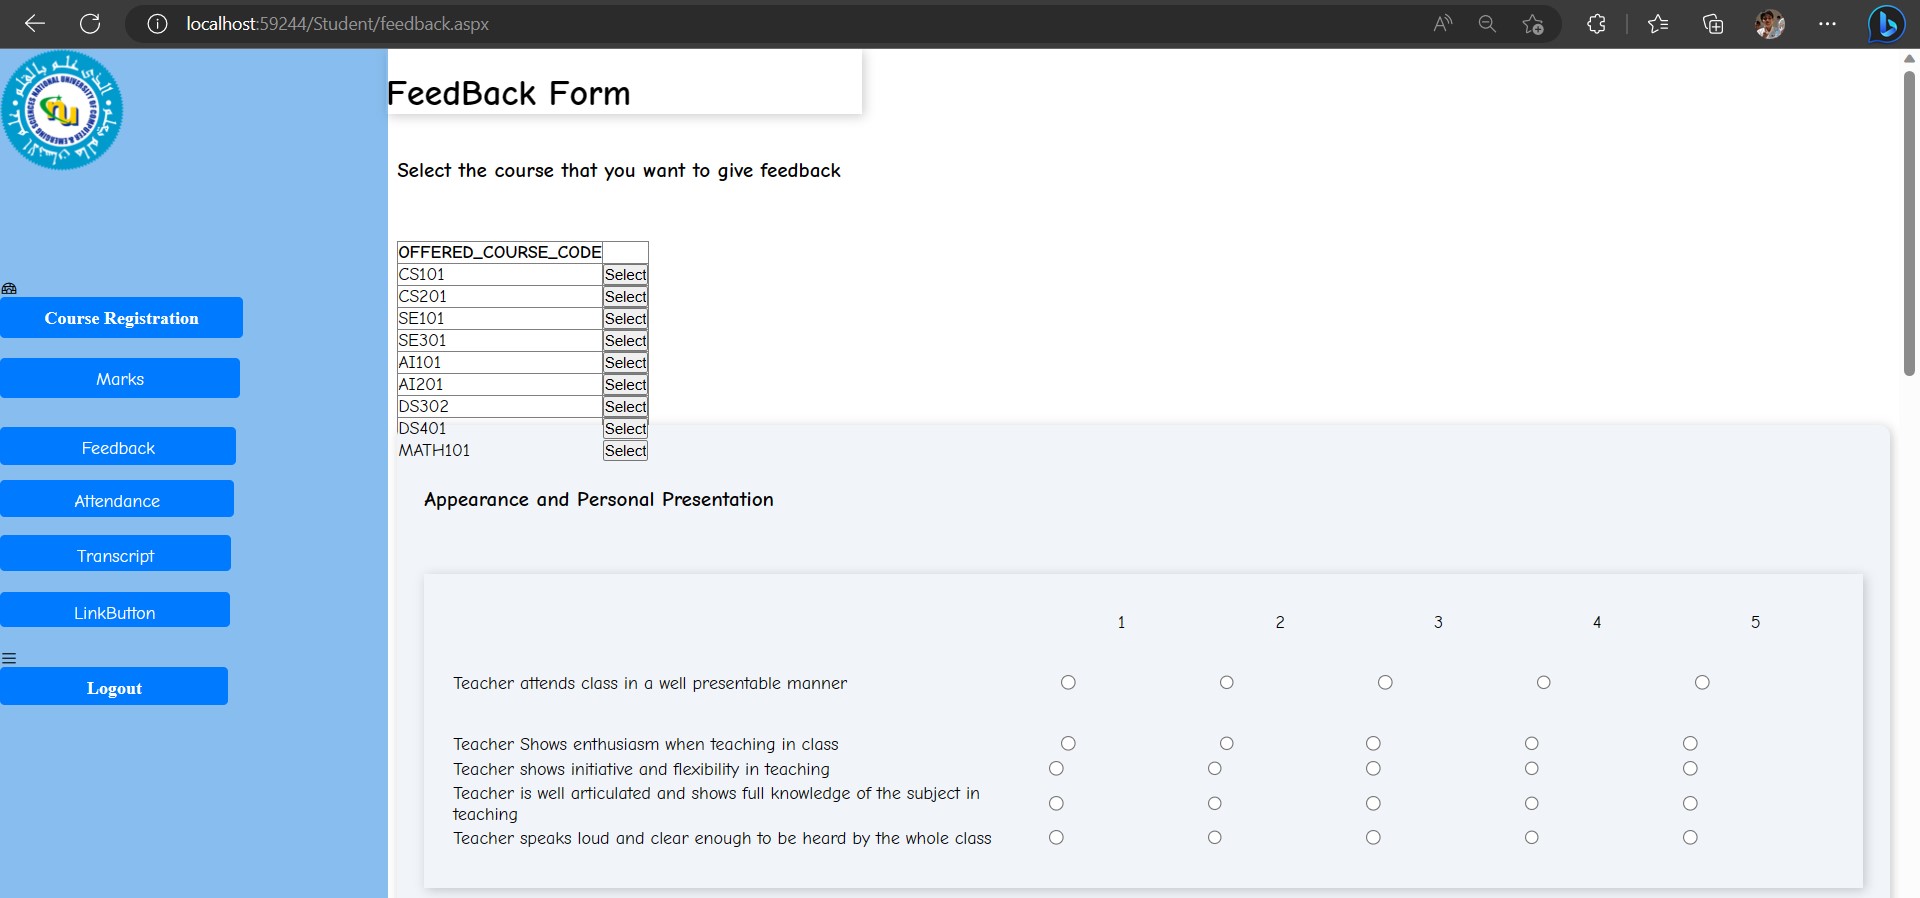 localhost:59244/Student/feedback.aspx
FeedBack Form
Select the course that you want to give feedback
OFFERED_COURSE_CODE
CS101 Select
CS201 Select
SE101 Select
SE301 Select
AI101 Select
AI201 Select
DS302 Select
DS401 Select
MATH101 Select
Course Registration
Marks
Feedback
Attendance
Transcript
LinkButton
Logout
Appearance and Personal Presentation
1 2 3 4 5
Teacher attends class in a well presentable manner
Teacher Shows enthusiasm when teaching in class
Teacher shows initiative and flexibility in teaching
Teacher is well articulated and shows full knowledge of the subject in
teaching
Teacher speaks loud and clear enough to be heard by the whole class